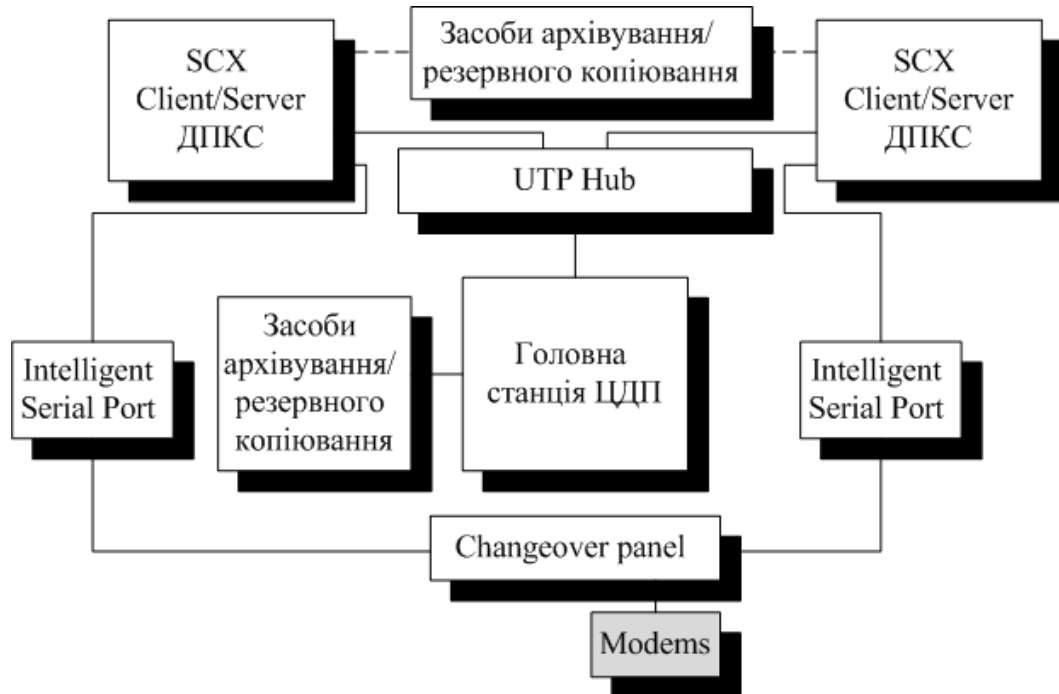 SCX
Client/Server
ДПКС
Засоби архівування/
резервного копіювання
SCX
Client/Server
ДПКС
UTP Hub
Засоби
архівування/
резервного
копіювання
Головна
станція ЦДП
Intelligent
Serial Port
Intelligent
Serial Port
Changeover panel
Modems